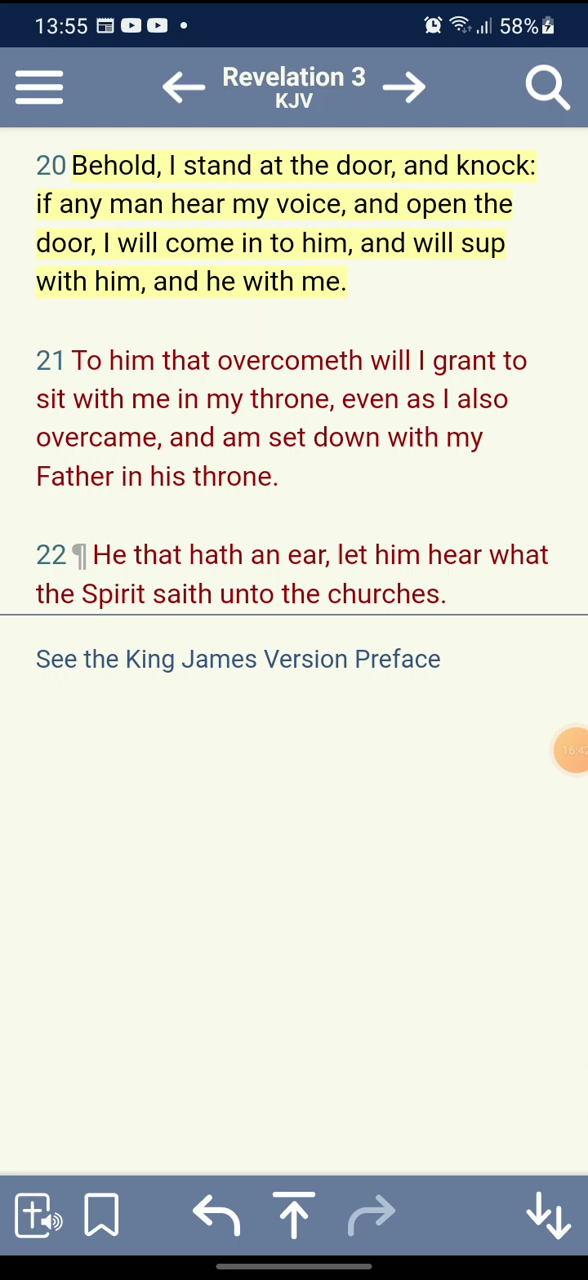 13:55 58%
Revelation 3
KJV
20 Behold, I stand at the door, and knock:
if any man hear my voice, and open the
door, I will come in to him, and will sup
with him, and he with me.
21 To him that overcometh will I grant to
sit with me in my throne, even as I also
overcame, and am set down with my
Father in his throne.
22 ¶ He that hath an ear, let him hear what
the Spirit saith unto the churches.
See the King James Version Preface
16:42